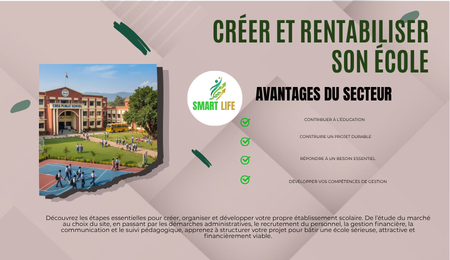 CRÉER ET RENTABILISER
SON ÉCOLE
SMART LIFE
AVANTAGES DU SECTEUR
CONTRIBUER À L'ÉDUCATION
CONSTRUIRE UN PROJET DURABLE
RÉPONDRE À UN BESOIN ESSENTIEL
DÉVELOPPER VOS COMPÉTENCES DE GESTION
Découvrez les étapes essentielles pour créer, organiser et développer votre propre établissement scolaire. De l'étude du marché
au choix du site, en passant par les démarches administratives, le recrutement du personnel, la gestion financière, la
communication et le suivi pédagogique, apprenez à structurer votre projet pour bâtir une école sérieuse, attractive et
financièrement viable.